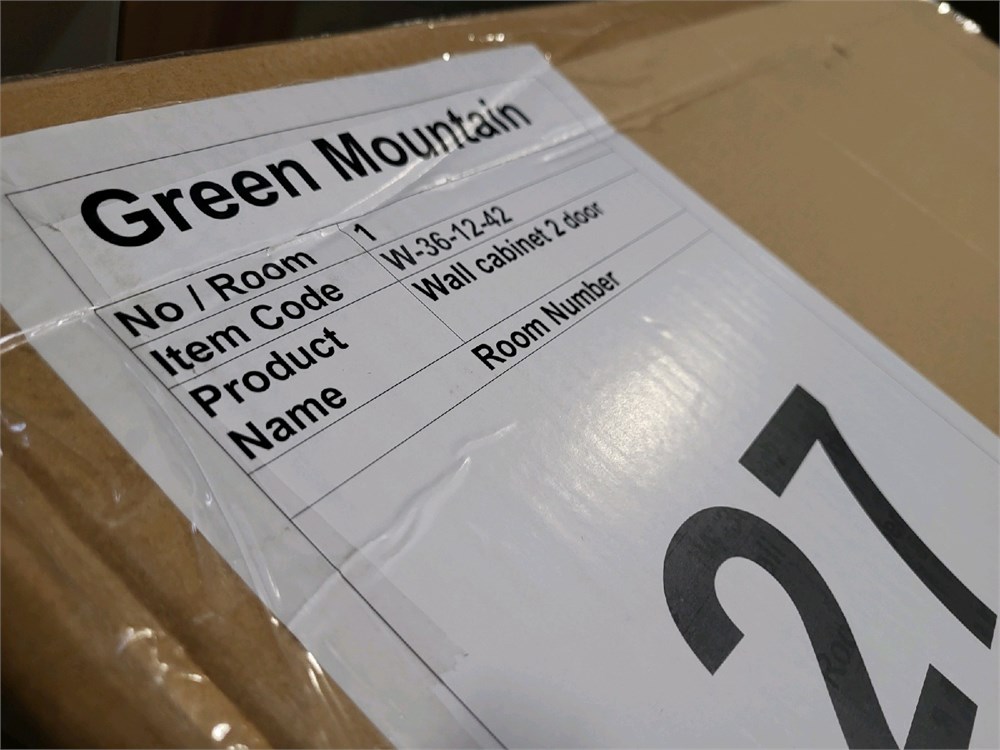 Green Mountain
No / Room 1
Item Code W-36-12-42
Product Wall cabinet 2 door
Name
Room Number
27